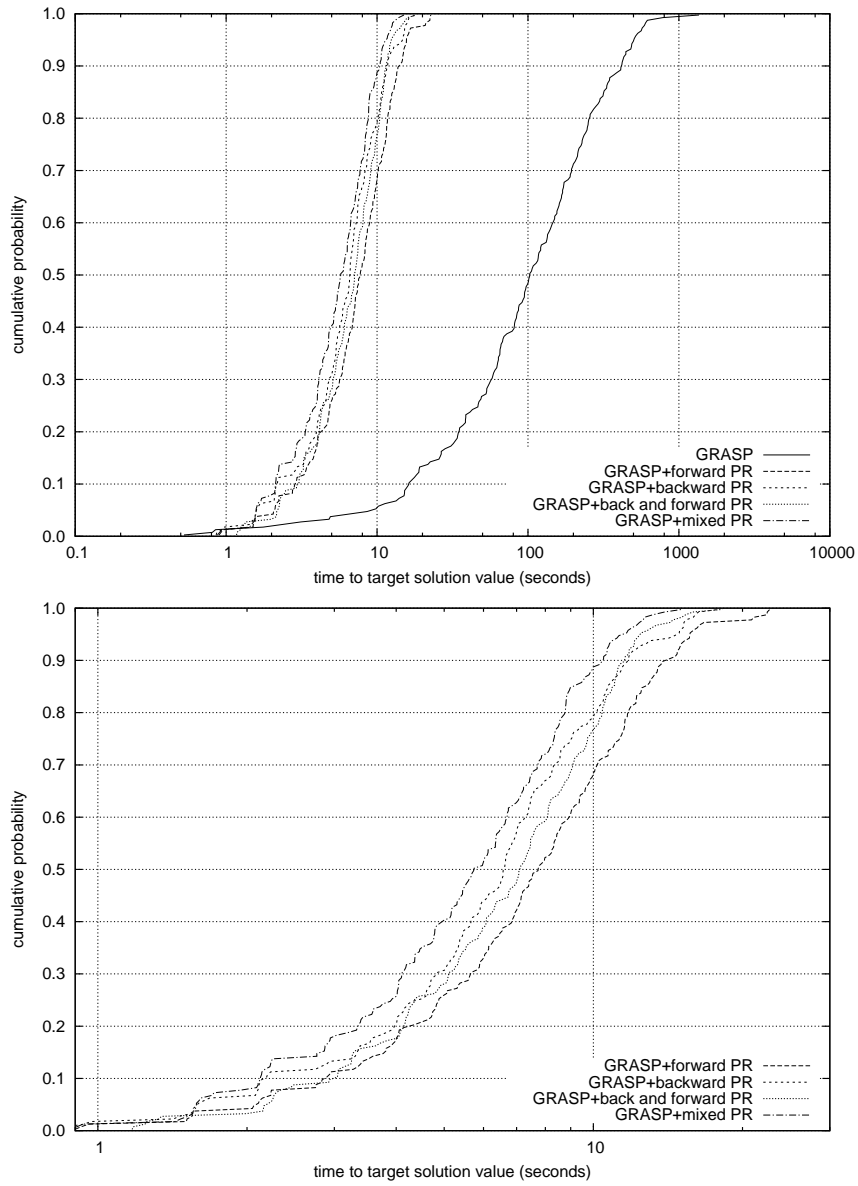 1.0
0.9
0.8
0.7
0.6
0.5
0.4
0.3
0.2
0.1
0.0
cumulative probability
GRASP
GRASP+forward PR
GRASP+backward PR
GRASP+back and forward PR
GRASP+mixed PR
0.1 1 10 100 1000 10000
time to target solution value (seconds)
1.0
0.9
0.8
0.7
0.6
0.5
0.4
0.3
0.2
0.1
0.0
cumulative probability
GRASP+forward PR
GRASP+backward PR
GRASP+back and forward PR
GRASP+mixed PR
1 10
time to target solution value (seconds)